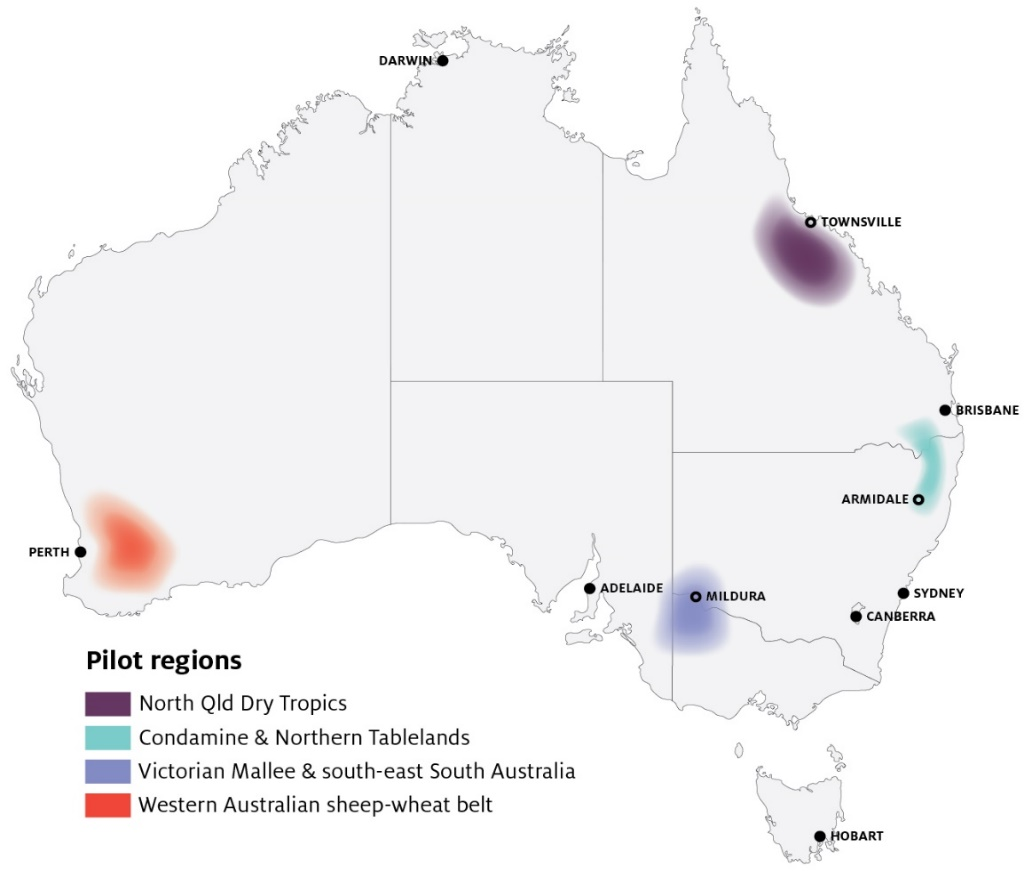 DARWIN
TOWNSVILLE
BRISBANE
ARMIDALE
PERTH
ADELAIDE
MILDURA
SYDNEY
CANBERRA
Pilot regions
North Qld Dry Tropics
Condamine & Northern Tablelands
Victorian Mallee & south-east South Australia
Western Australian sheep-wheat belt
HOBART